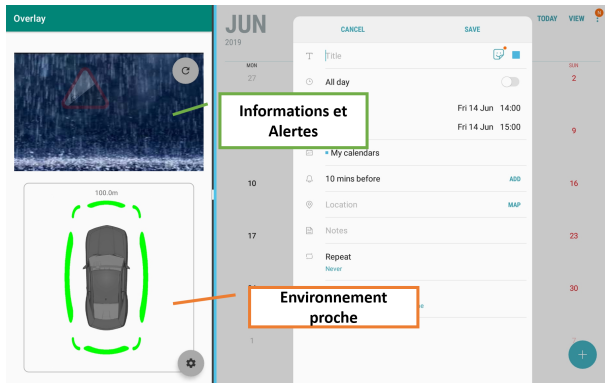 Overlay
100.0m
Informations et
Alertes
Environnement
proche
JUN
2019
TODAY
VIEW
N
MON
SUN
27
2
9
10
16
17
23
30
1
CANCEL
SAVE
Title
All day
Fri 14 Jun 14:00
Fri 14 Jun 15:00
My calendars
10 mins before
ADD
Location
MAP
Notes
Repeat
Never